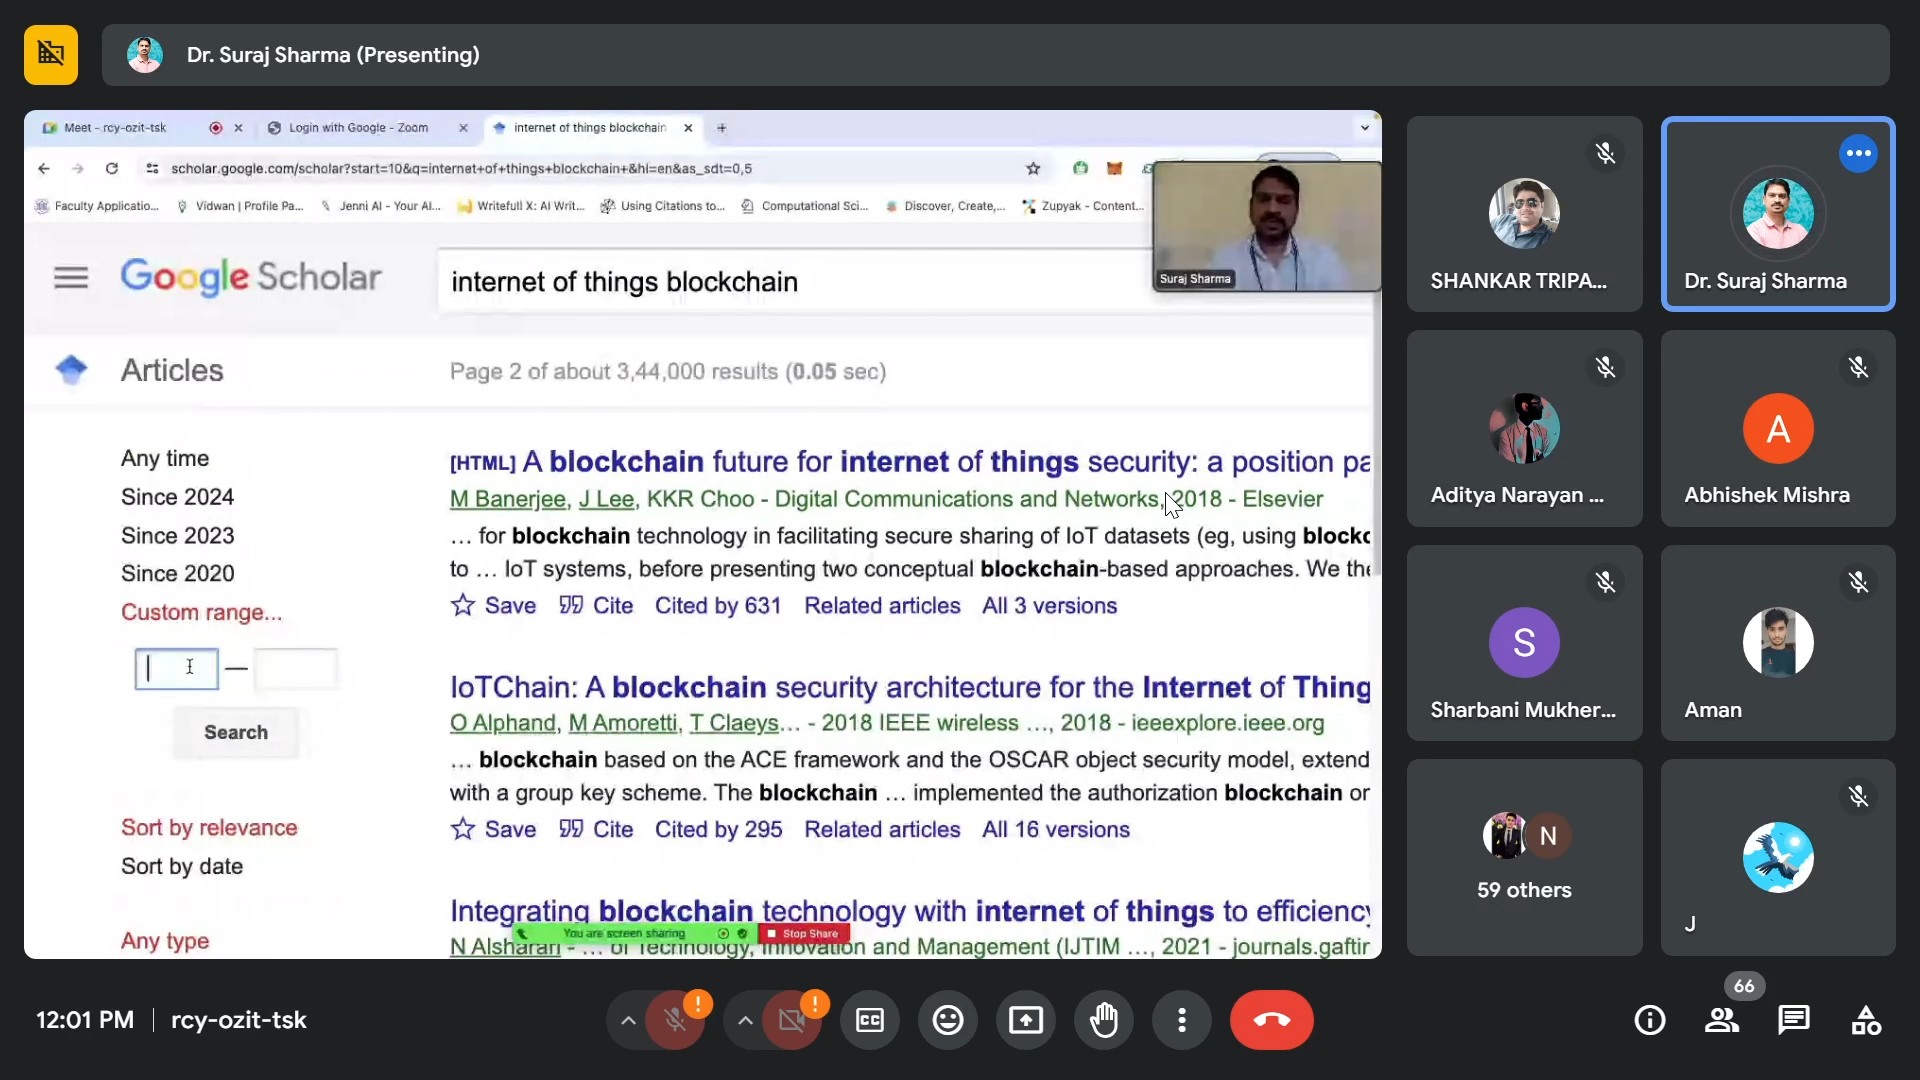 Dr. Suraj Sharma (Presenting)
Meet - rcy-ozit-tsk
Login with Google - Zoom
internet of things blockchain
scholar.google.com/scholar?start=10&q=internet+of+things+blockchain+&hl=en&as_sdt=0,5
Faculty Applicatio...
Vidwan | Profile Pa...
Jenni AI - Your AI...
Writefull X: AI Writ...
Using Citations to...
Computational Sci...
Discover, Create,...
Zupyak - Content...
Suraj Sharma
Google Scholar
internet of things blockchain
Articles
Page 2 of about 3,44,000 results (0.05 sec)
Any time
Since 2024
Since 2023
Since 2020
Custom range...
—
Search
Sort by relevance
Sort by date
Any type
[HTML] A blockchain future for internet of things security: a position pa
M Banerjee, J Lee, KKR Choo - Digital Communications and Networks, 2018 - Elsevier
... for blockchain technology in facilitating secure sharing of IoT datasets (eg, using blockc
to ... IoT systems, before presenting two conceptual blockchain-based approaches. We the
Save Cite Cited by 631 Related articles All 3 versions
IoTChain: A blockchain security architecture for the Internet of Thing
O Alphand, M Amoretti, T Claeys... - 2018 IEEE wireless ..., 2018 - ieeexplore.ieee.org
... blockchain based on the ACE framework and the OSCAR object security model, extend
with a group key scheme. The blockchain ... implemented the authorization blockchain or
Save Cite Cited by 295 Related articles All 16 versions
Integrating blockchain technology with internet of things to efficiency
N Alsharari - ... of Technology, Innovation and Management (IJTIM ..., 2021 - journals.gaftir
You are screen sharing
Stop Share
SHANKAR TRIPA...
Dr. Suraj Sharma
Aditya Narayan ...
A
Abhishek Mishra
S
Sharbani Mukher...
Aman
N
59 others
J
12:01 PM
rcy-ozit-tsk
CC
66